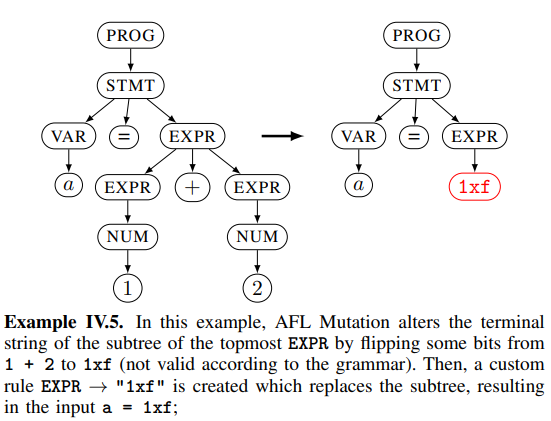 PROG PROG
STMT STMT
VAR = EXPR VAR = EXPR
a EXPR + EXPR a 1xf
NUM NUM
1 2
Example IV.5. In this example, AFL Mutation alters the terminal
string of the subtree of the topmost EXPR by flipping some bits from
1 + 2 to 1xf (not valid according to the grammar). Then, a custom
rule EXPR → "1xf" is created which replaces the subtree, resulting
in the input a = 1xf;